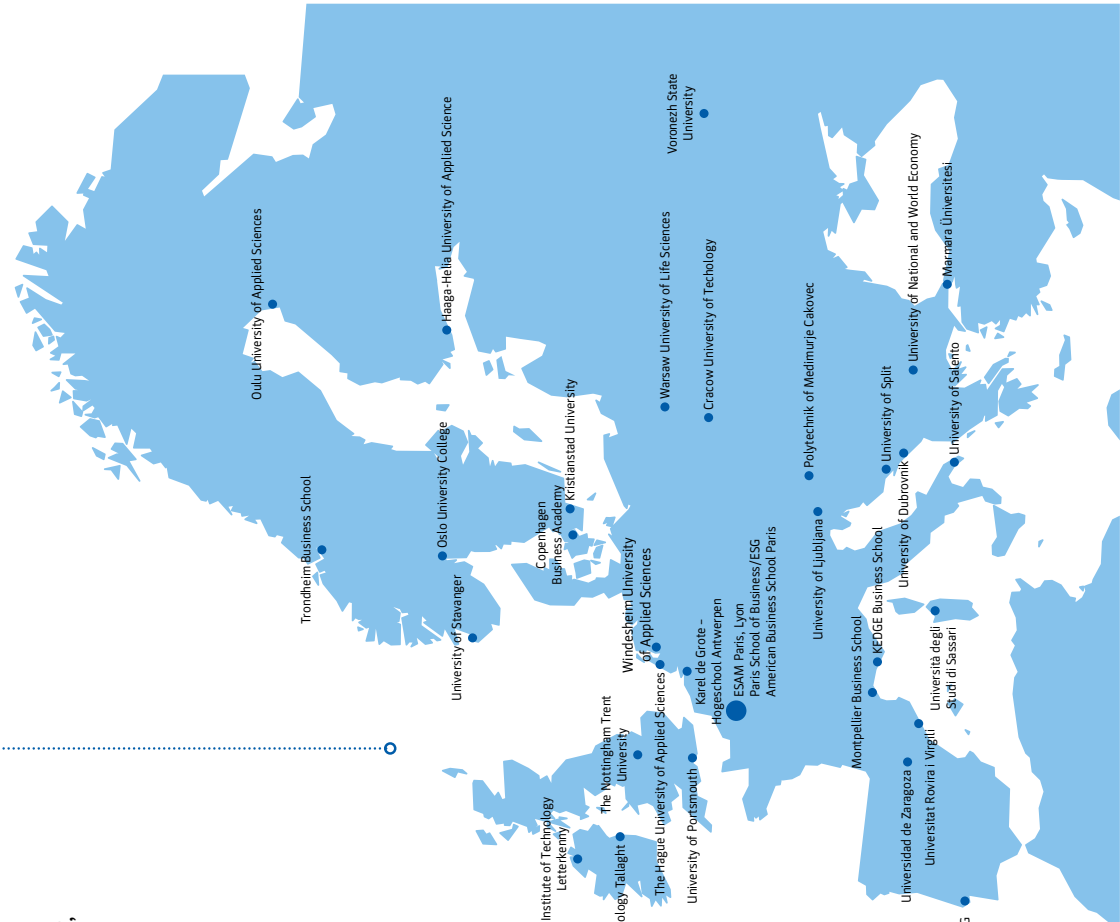 Voronezh State
University
Oulu University of Applied Sciences
Haaga-Helia University of Applied Science
Warsaw University of Life Sciences
Cracow University of Techology
University of National and World Economy
Marmara Üniversitesi
Trondheim Business School
Oslo University College
University of Stavanger
Copenhagen
Business Academy
Kristianstad University
Polytechnik of Medimurje Cakovec
University of Split
University of Salento
University of Dubrovnik
University of Ljubljana
Windesheim University
of Applied Sciences
The Hague University of Applied Sciences
Karel de Grote –
Hogeschool Antwerpen
ESAM Paris, Lyon
Paris School of Business/ESG
American Business School Paris
Montpellier Business School
KEDGE Business School
Università degli
Studi di Sassari
The Nottingham Trent
University
University of Portsmouth
Institute of Technology
Letterkenny
ology Tallaght
Universidad de Zaragoza
Universitat Rovira i Virgili